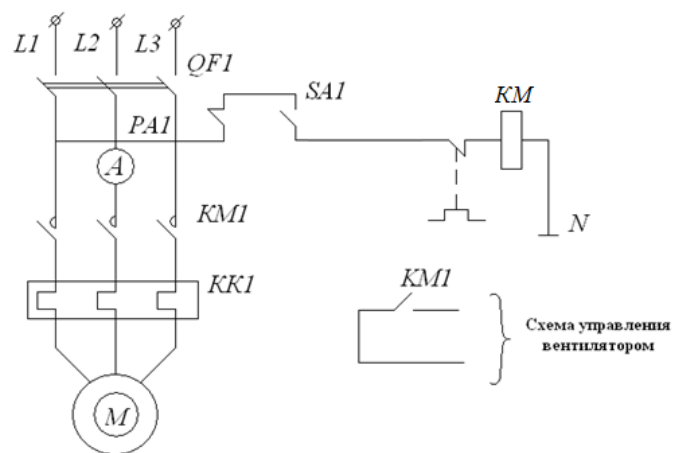 L1 L2 L3
QF1
SA1
KM
PA1
A
KM1
N
KK1
KM1
Схема управления
вентилятором
M